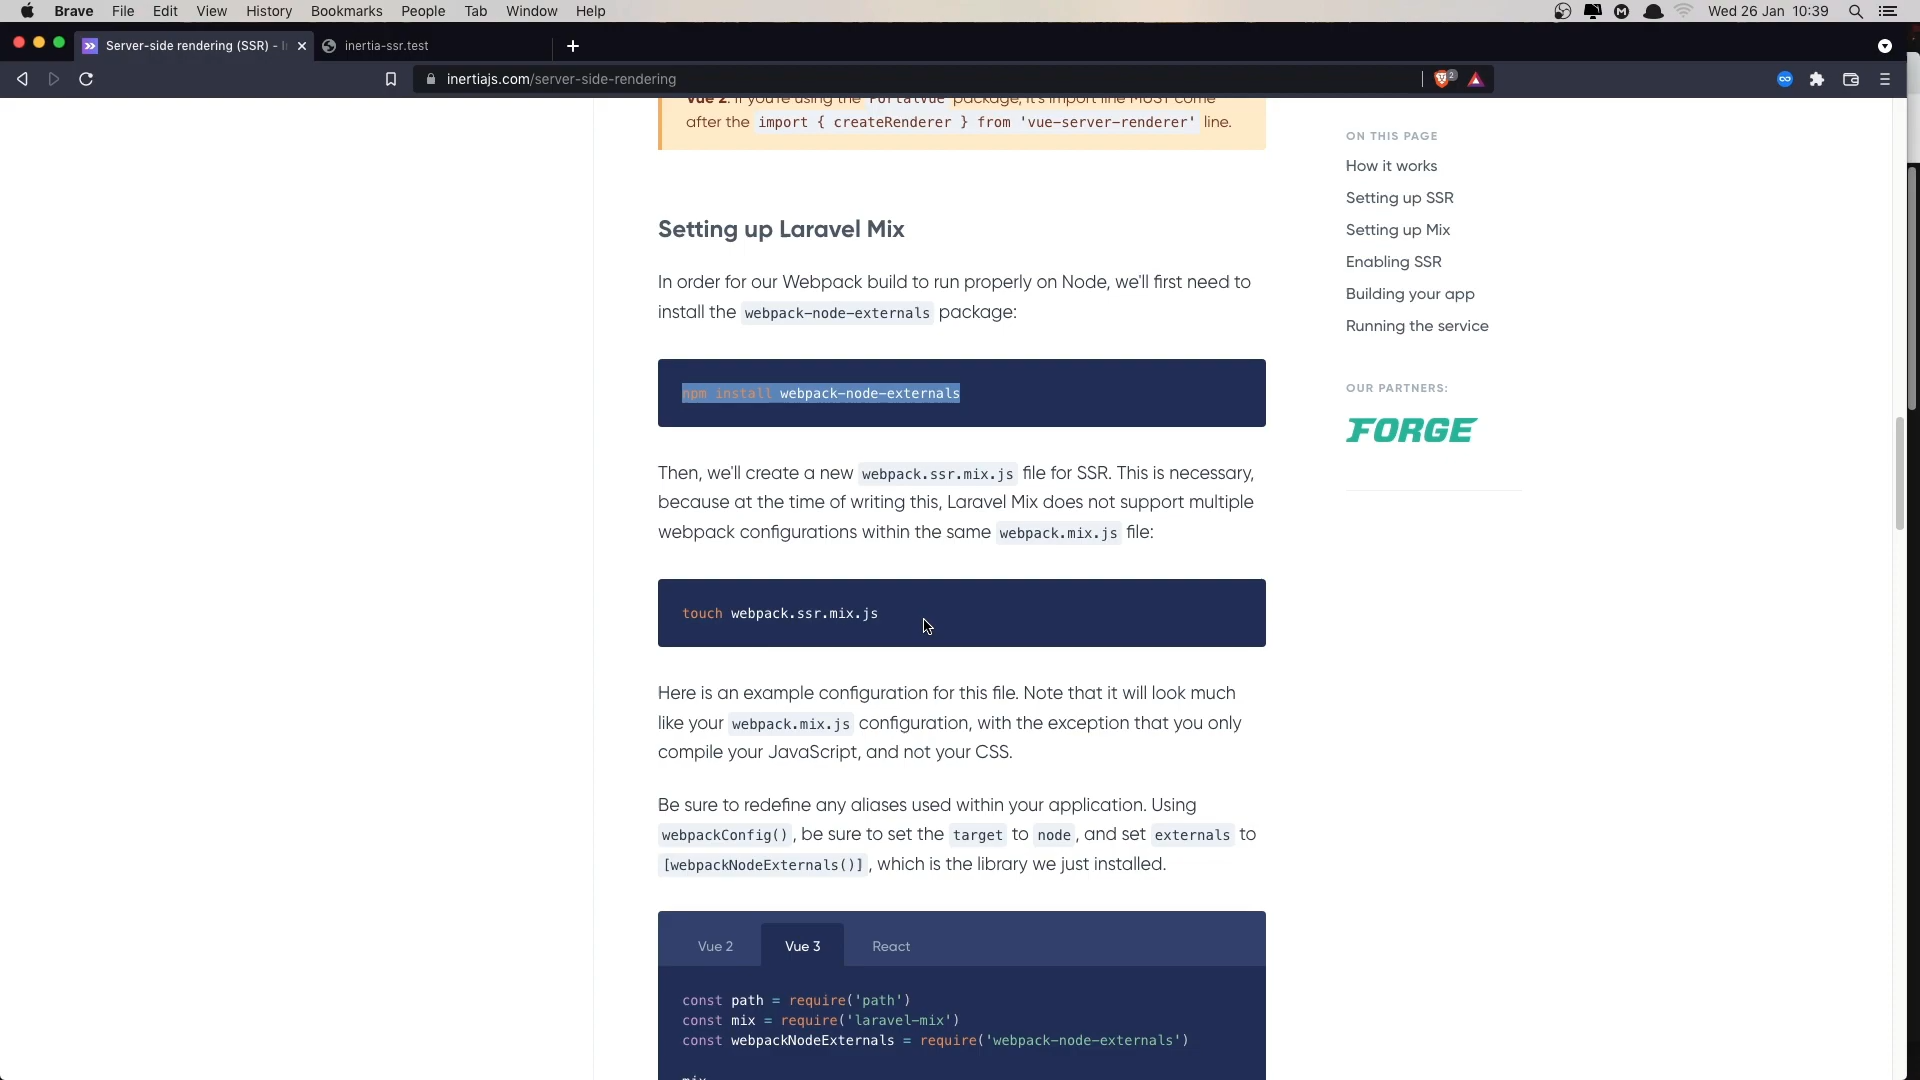 Brave File Edit View History Bookmarks People Tab Window Help
Wed 26 Jan 10:39
Server-side rendering (SSR) -
inertia-ssr.test
inertiajs.com/server-side-rendering
2
Vue 2: If you're using the PortalVue package, it's import line MUST come
after the import { createRenderer } from 'vue-server-renderer' line.
Setting up Laravel Mix
In order for our Webpack build to run properly on Node, we'll first need to
install the webpack-node-externals package:
npm install webpack-node-externals
Then, we'll create a new webpack.ssr.mix.js file for SSR. This is necessary,
because at the time of writing this, Laravel Mix does not support multiple
webpack configurations within the same webpack.mix.js file:
touch webpack.ssr.mix.js
Here is an example configuration for this file. Note that it will look much
like your webpack.mix.js configuration, with the exception that you only
compile your JavaScript, and not your CSS.
Be sure to redefine any aliases used within your application. Using
webpackConfig(), be sure to set the target to node, and set externals to
[webpackNodeExternals()], which is the library we just installed.
Vue 2 Vue 3 React
const path = require('path')
const mix = require('laravel-mix')
const webpackNodeExternals = require('webpack-node-externals')
mix
ON THIS PAGE
How it works
Setting up SSR
Setting up Mix
Enabling SSR
Building your app
Running the service
OUR PARTNERS:
FORGE